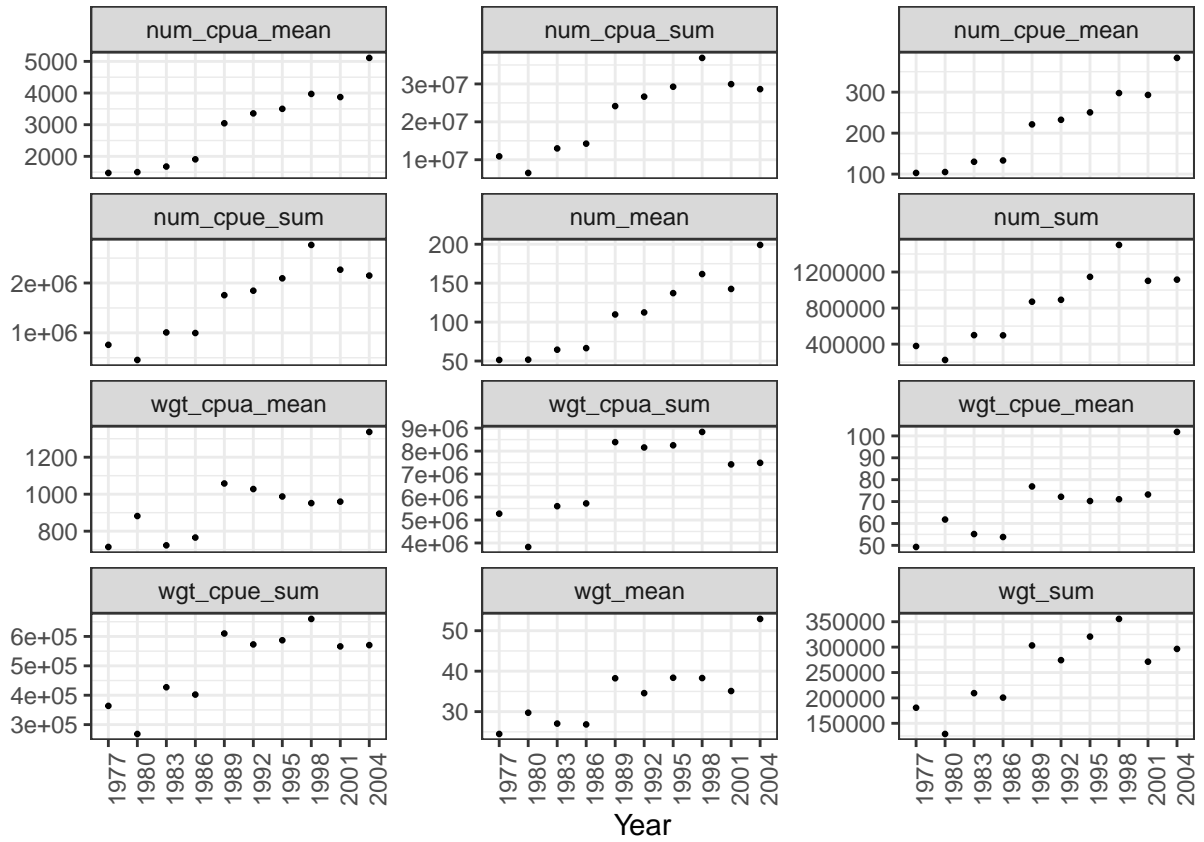 num_cpua_mean num_cpua_sum num_cpue_mean
5000
4000
3000
2000
3e+07
2e+07
1e+07
300
200
100
num_cpue_sum num_mean num_sum
2e+06
1e+06
200
150
100
50
1200000
800000
400000
wgt_cpua_mean wgt_cpua_sum wgt_cpue_mean
1200
1000
800
9e+06
8e+06
7e+06
6e+06
5e+06
4e+06
100
90
80
70
60
50
wgt_cpue_sum wgt_mean wgt_sum
6e+05
5e+05
4e+05
3e+05
50
40
30
350000
300000
250000
200000
150000
1977 1980 1983 1986 1989 1992 1995 1998 2001 2004 1977 1980 1983 1986 1989 1992 1995 1998 2001 2004 1977 1980 1983 1986 1989 1992 1995 1998 2001 2004
Year